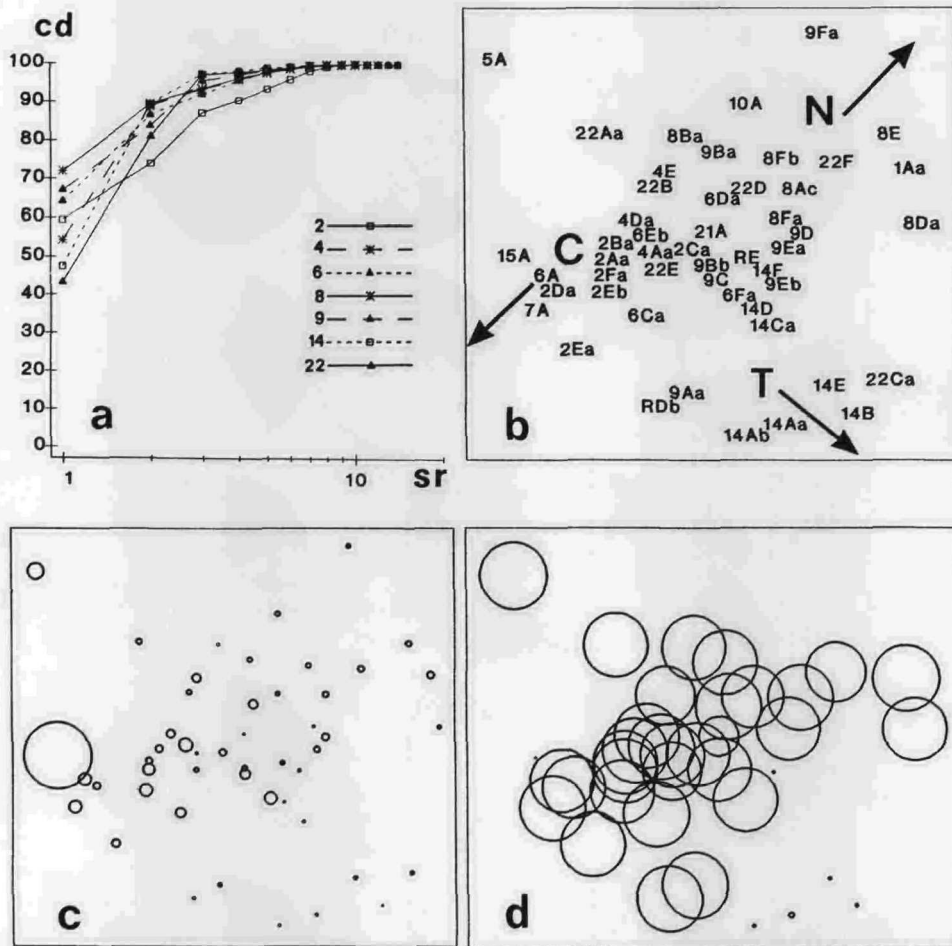 cd
100
90
80
70
60
50
40
30
20
10
0
1 10 sr
2
4
6
8
9
14
22
a
9Fa
5A
N
10A
22Aa 8Ba 8E
9Ba
8Fb 22F 1Aa
4E
22B 22D 8Ac
6Da
4Da 8Fa 8Da
6Eb 21A 9D
2Ba 9Ea
15A C 4Aa 2Ca RE
2Aa
6A 2Fa 22E 9Bb 14F
9C 9Eb
2Da 2Eb 6Fa
7A 6Ca 14D
14Ca
2Ea
T 14E 22Ca
9Aa
RDb 14B
14Aa
b 14Ab
c
d